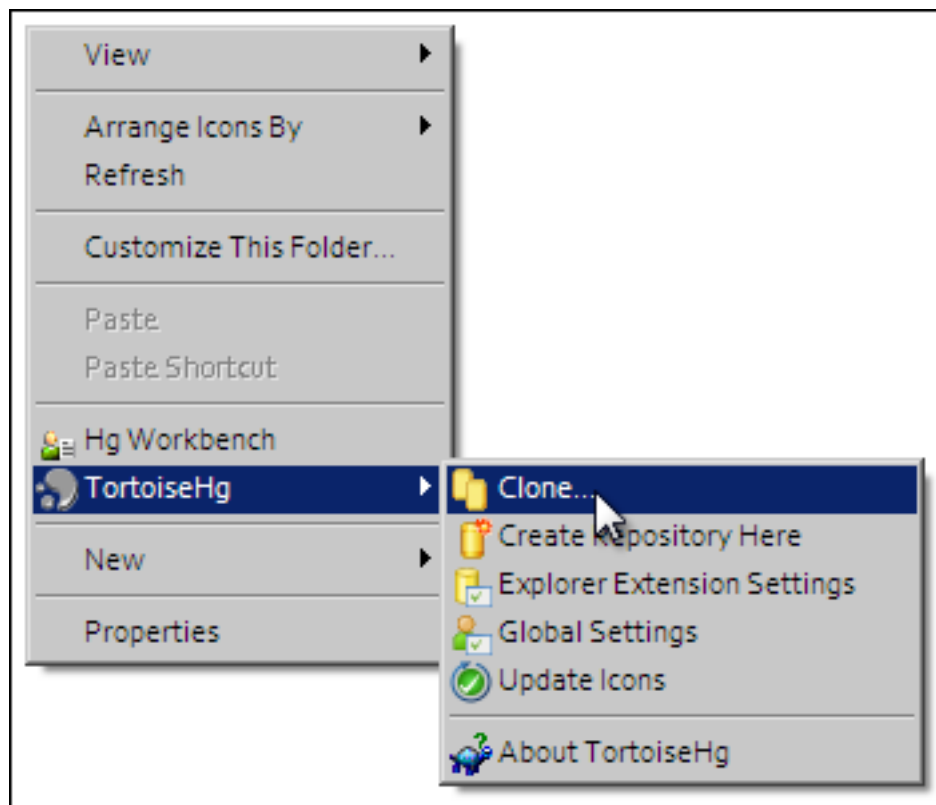 View
Arrange Icons By
Refresh
Customize This Folder...
Paste
Paste Shortcut
Hg Workbench
TortoiseHg
New
Properties
Clone...
Create Repository Here
Explorer Extension Settings
Global Settings
Update Icons
About TortoiseHg